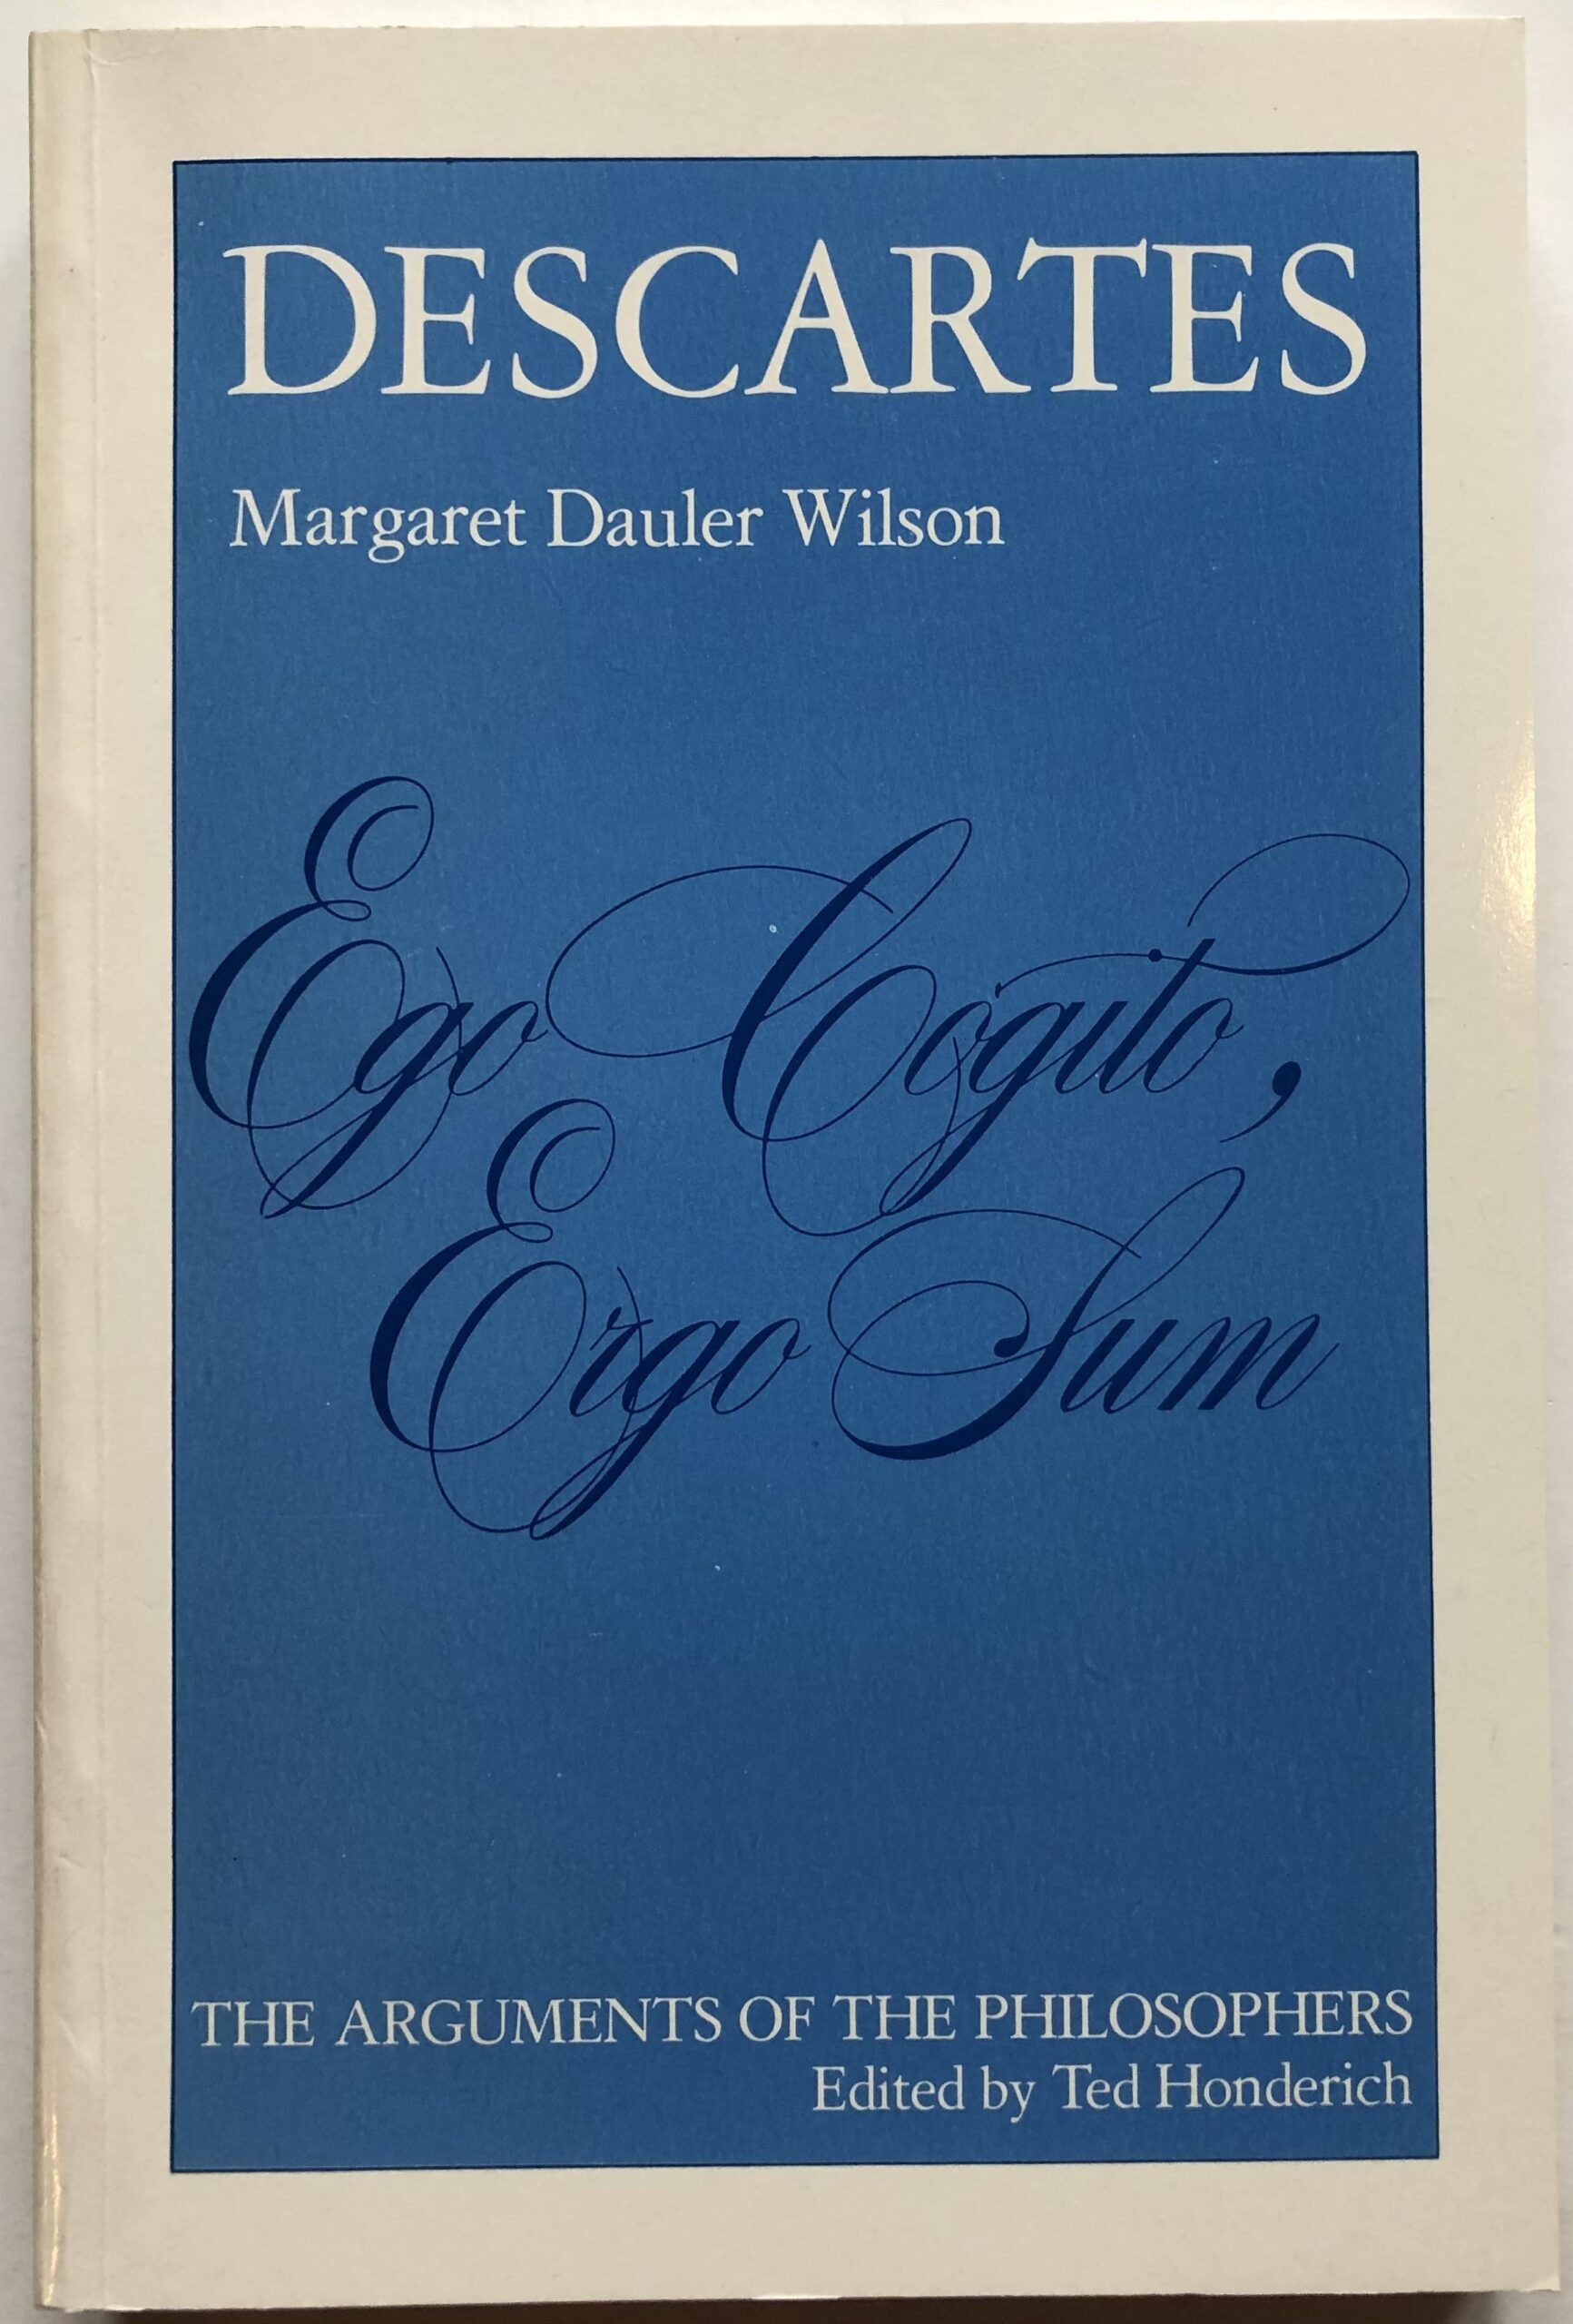 DESCARTES
Margaret Dauler Wilson
Ego Cogito,
Ergo Sum
THE ARGUMENTS OF THE PHILOSOPHERS
Edited by Ted Honderich